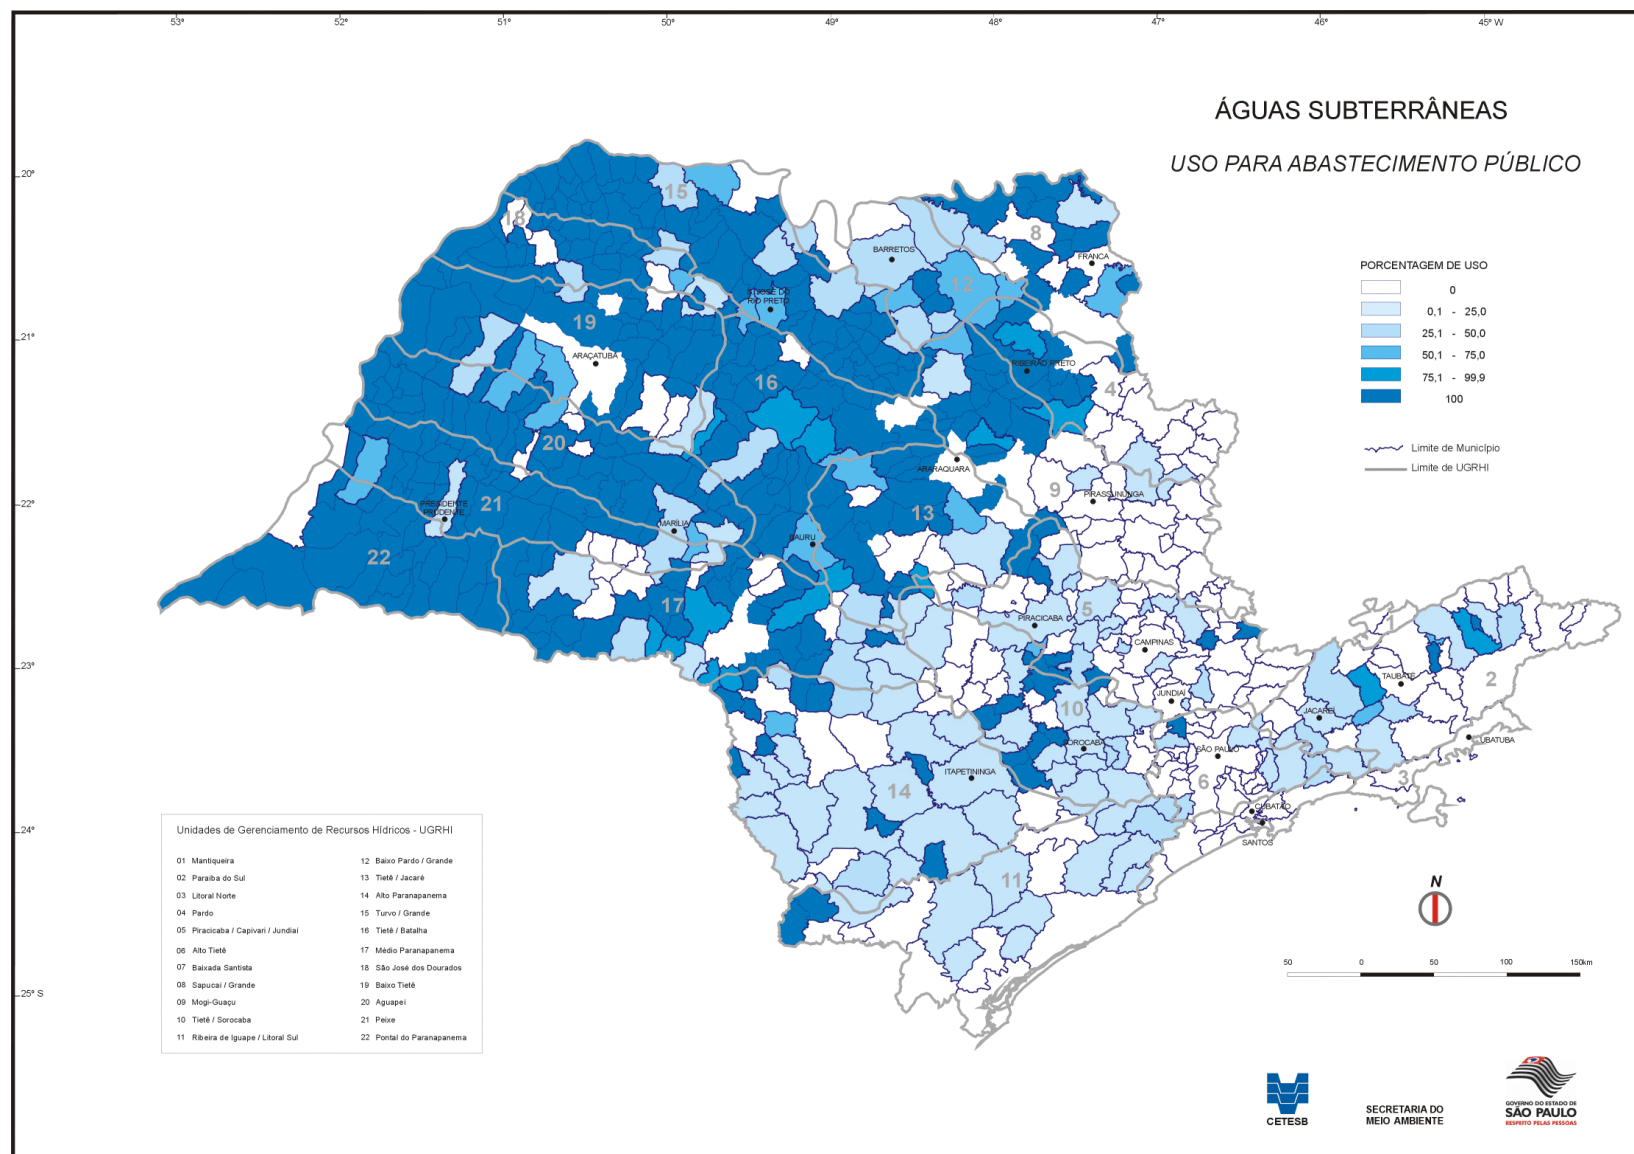 53° 52° 51° 50° 49° 48° 47° 46° 45° W
ÁGUAS SUBTERRÂNEAS
USO PARA ABASTECIMENTO PÚBLICO
20°
21°
22°
23°
24°
25° S
15
18
8
BARRETOS
FRANCA
12
S. JOSÉ DO
RIO PRETO
19
ARAÇATUBA
16
RIBEIRÃO PRETO
4
20
ARARAQUARA
9
PIRASSUNUNGA
21
PRESIDENTE
PRUDENTE
MARÍLIA
13
BAURU
22
17
5
PIRACICABA
CAMPINAS
1
TAUBATÉ
2
JUNDIAÍ
10
JACAREÍ
SOROCABA
SÃO PAULO
UBATUBA
ITAPETININGA
14
6
3
7
CUBATÃO
SANTOS
11
PORCENTAGEM DE USO
0
0,1 - 25,0
25,1 - 50,0
50,1 - 75,0
75,1 - 99,9
100
Limite de Município
Limite de UGRHI
Unidades de Gerenciamento de Recursos Hídricos - UGRHI
01 Mantiqueira
02 Paraíba do Sul
03 Litoral Norte
04 Pardo
05 Piracicaba / Capivari / Jundiaí
06 Alto Tietê
07 Baixada Santista
08 Sapucaí / Grande
09 Mogi-Guaçu
10 Tietê / Sorocaba
11 Ribeira de Iguape / Litoral Sul
12 Baixo Pardo / Grande
13 Tietê / Jacaré
14 Alto Paranapanema
15 Turvo / Grande
16 Tietê / Batalha
17 Médio Paranapanema
18 São José dos Dourados
19 Baixo Tietê
20 Aguapeí
21 Peixe
22 Pontal do Paranapanema
N
50 0 50 100 150km
CETESB
SECRETARIA DO
MEIO AMBIENTE
GOVERNO DO ESTADO DE
SÃO PAULO
RESPEITO PELAS PESSOAS